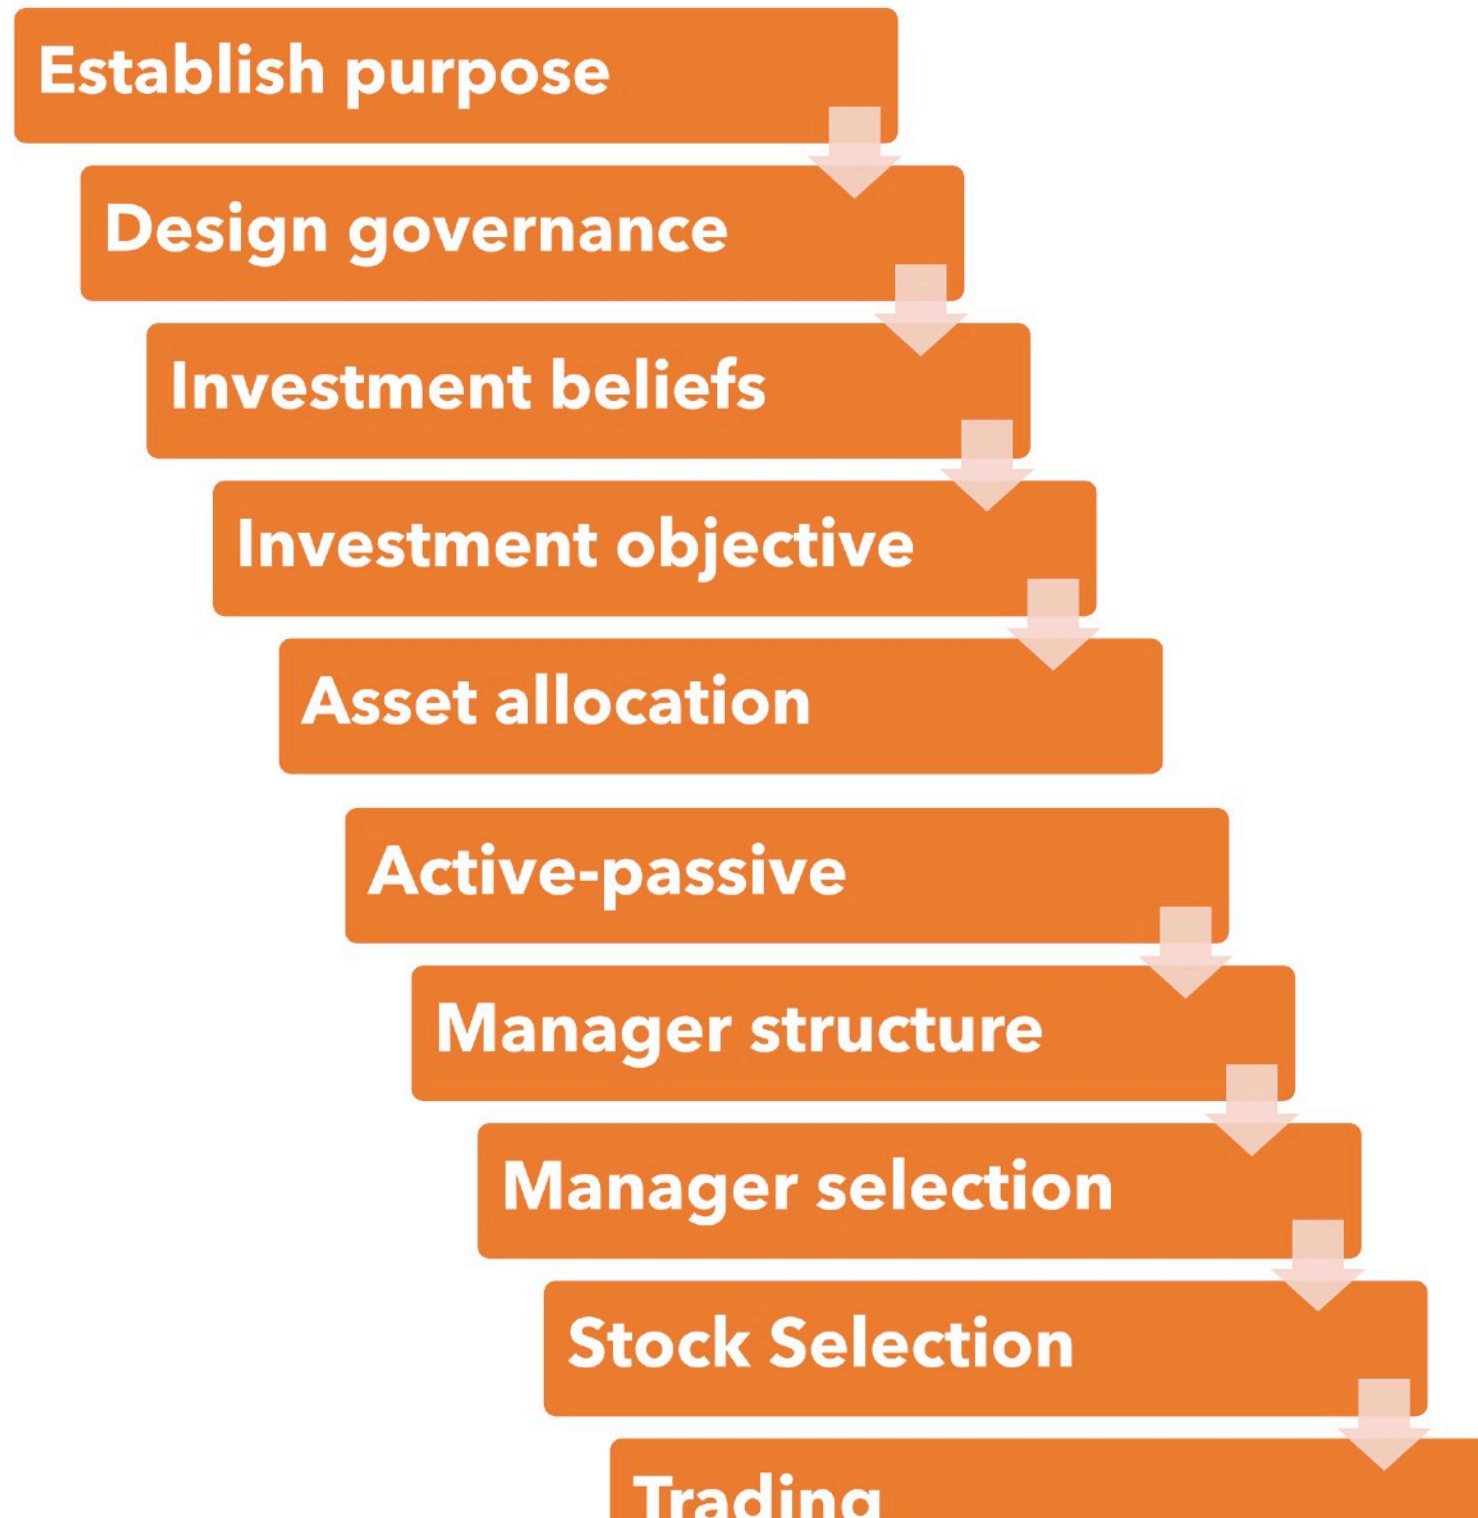 Establish purpose
Design governance
Investment beliefs
Investment objective
Asset allocation
Active-passive
Manager structure
Manager selection
Stock Selection
Trading